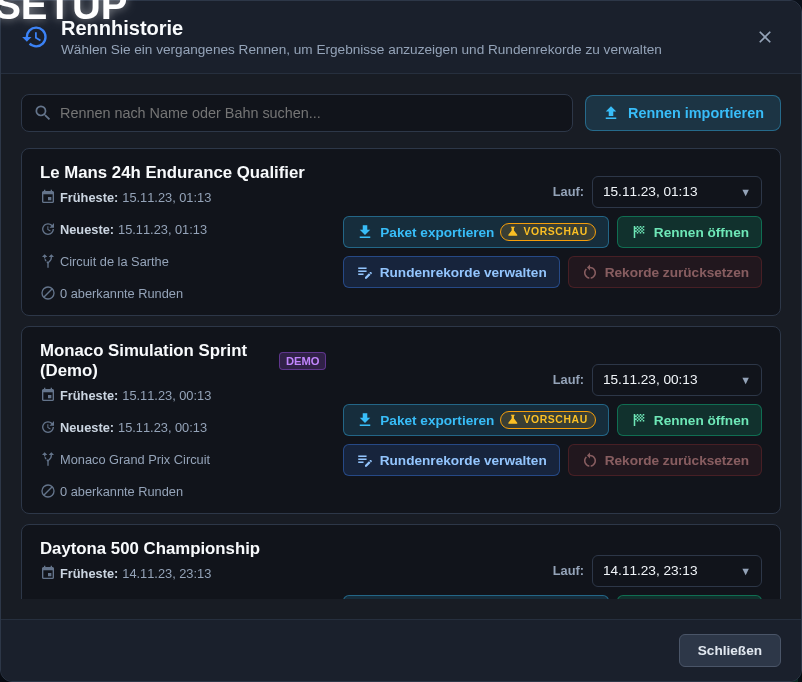 SETUP
Rennhistorie
Wählen Sie ein vergangenes Rennen, um Ergebnisse anzuzeigen und Rundenrekorde zu verwalten
Rennen nach Name oder Bahn suchen...
Rennen importieren
Le Mans 24h Endurance Qualifier
Früheste: 15.11.23, 01:13
Neueste: 15.11.23, 01:13
Circuit de la Sarthe
0 aberkannte Runden
Lauf: 15.11.23, 01:13
Paket exportieren VORSCHAU
Rennen öffnen
Rundenrekorde verwalten
Rekorde zurücksetzen
Monaco Simulation Sprint
(Demo)
DEMO
Früheste: 15.11.23, 00:13
Neueste: 15.11.23, 00:13
Monaco Grand Prix Circuit
0 aberkannte Runden
Lauf: 15.11.23, 00:13
Paket exportieren VORSCHAU
Rennen öffnen
Rundenrekorde verwalten
Rekorde zurücksetzen
Daytona 500 Championship
Früheste: 14.11.23, 23:13
Lauf: 14.11.23, 23:13
Schließen